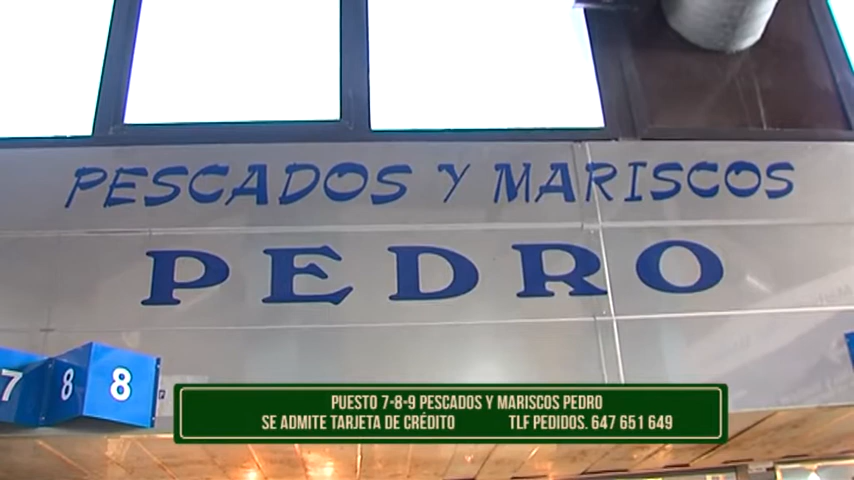 PESCADOS Y MARISCOS
PEDRO
7 8 8
PUESTO 7-8-9 PESCADOS Y MARISCOS PEDRO
SE ADMITE TARJETA DE CRÉDITO TLF PEDIDOS. 647 651 649